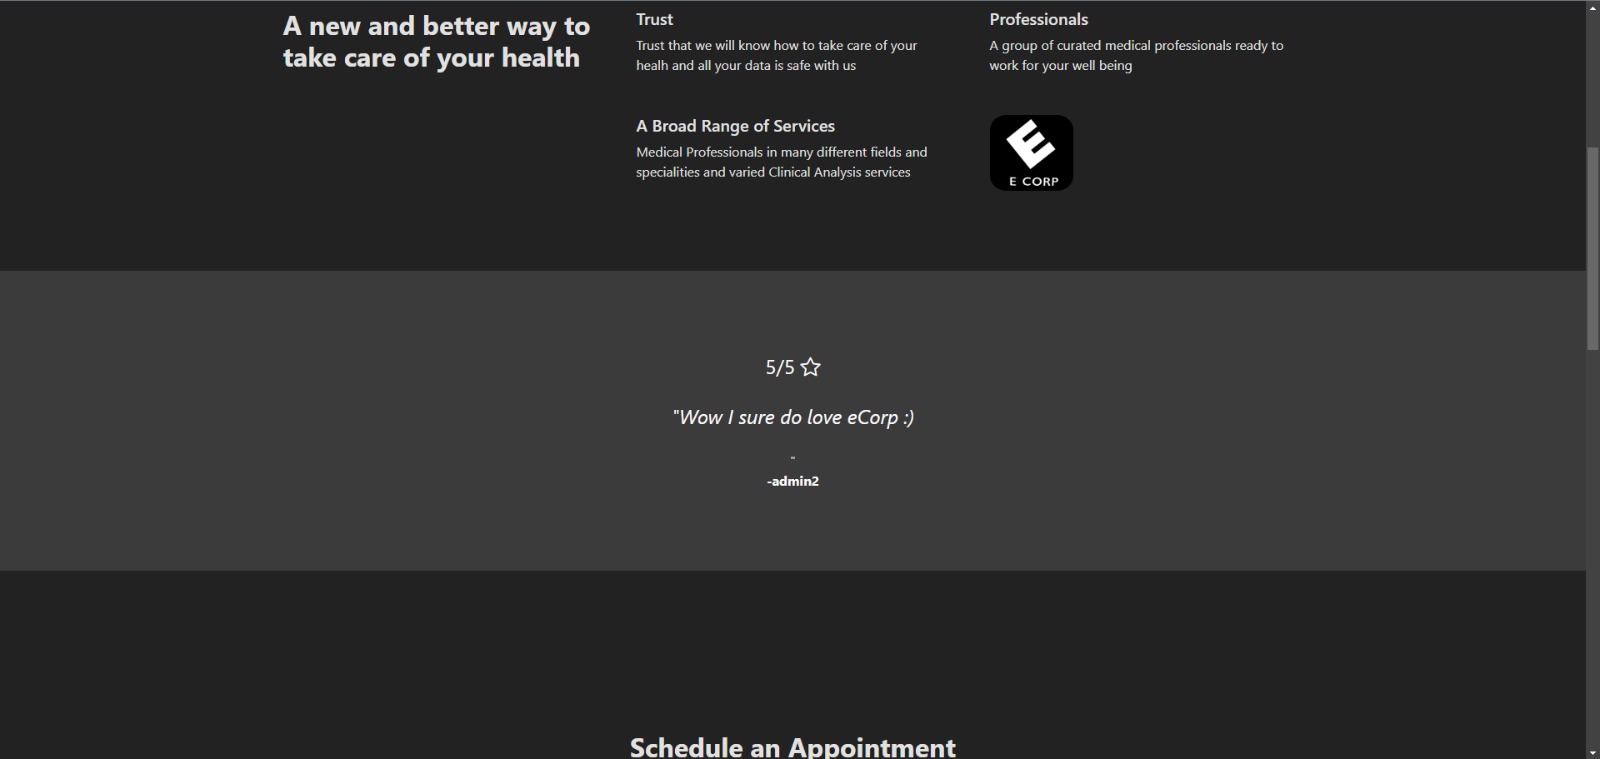 A new and better way to
take care of your health
Trust
Trust that we will know how to take care of your
healh and all your data is safe with us
Professionals
A group of curated medical professionals ready to
work for your well being
A Broad Range of Services
Medical Professionals in many different fields and
specialities and varied Clinical Analysis services
E CORP
5/5
"Wow I sure do love eCorp :)
"
-admin2
Schedule an Appointment